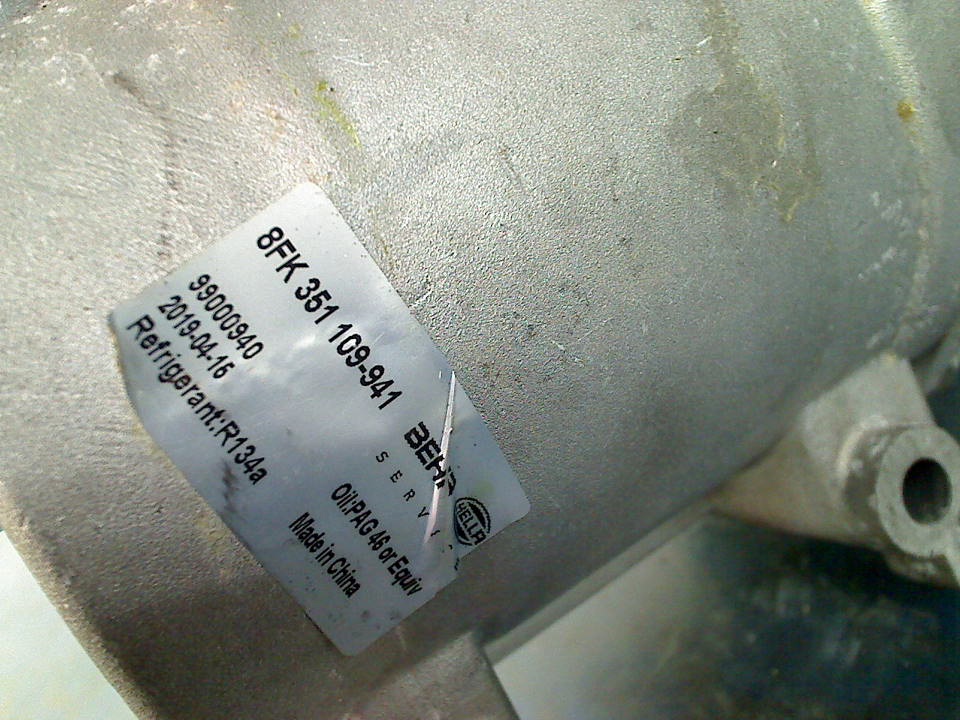 8FK 351 109-941
BEHR
HELLA
SERV
99000940
2019-04-16
Refrigerant:R134a
Oil:PAG 46 or Equiv
Made in China